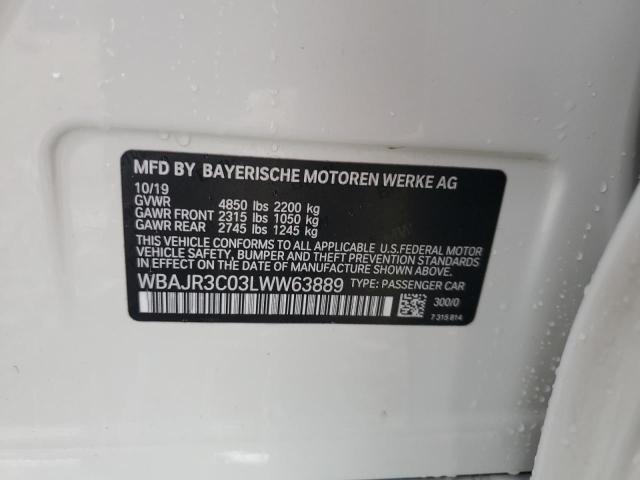 MFD BY BAYERISCHE MOTOREN WERKE AG
10/19
GVWR 4850 lbs 2200 kg
GAWR FRONT 2315 lbs 1050 kg
GAWR REAR 2745 lbs 1245 kg
THIS VEHICLE CONFORMS TO ALL APPLICABLE U.S.FEDERAL MOTOR
VEHICLE SAFETY, BUMPER, AND THEFT PREVENTION STANDARDS
IN EFFECT ON THE DATE OF MANUFACTURE SHOWN ABOVE.
WBAJR3C03LWW63889 TYPE: PASSENGER CAR
300/0
7 315 814